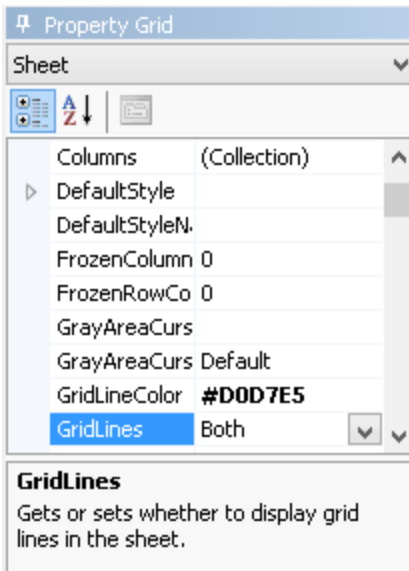 Property Grid
Sheet
Columns (Collection)
DefaultStyle
DefaultStyleN
FrozenColumn 0
FrozenRowCo 0
GrayAreaCurs
GrayAreaCurs Default
GridLineColor #D0D7E5
GridLines Both
GridLines
Gets or sets whether to display grid
lines in the sheet.